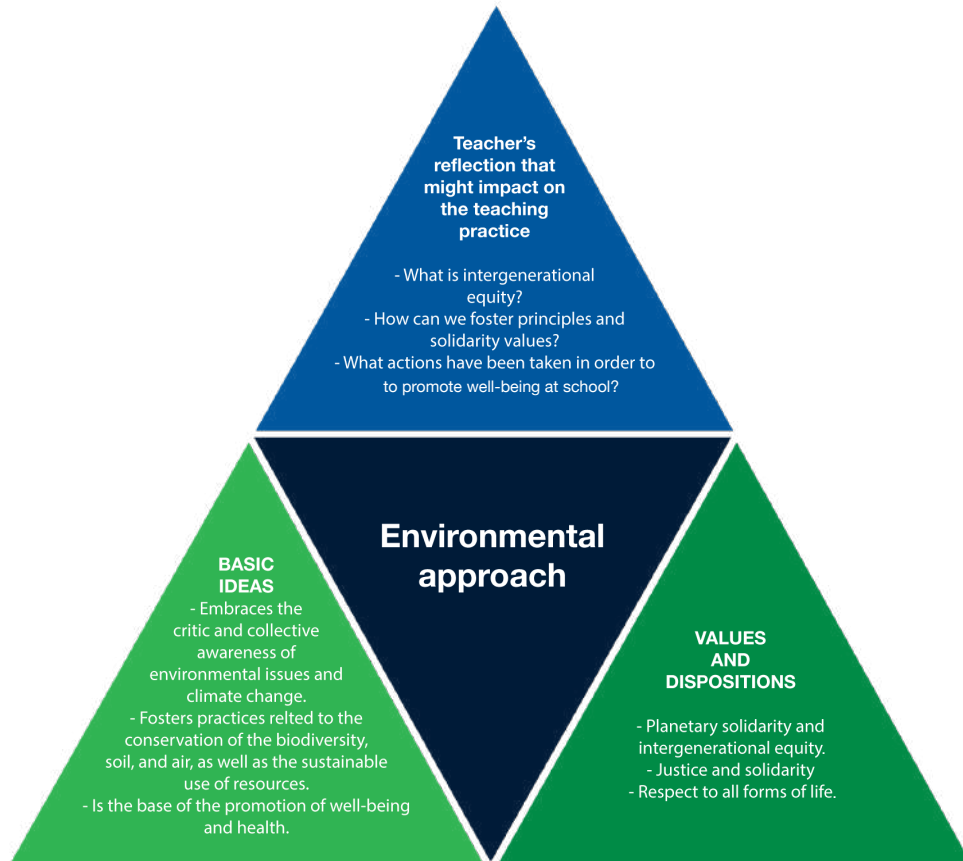 Teacher's
reflection that
might impact on
the teaching
practice
- What is intergenerational
equity?
- How can we foster principles and
solidarity values?
- What actions have been taken in order to
to promote well-being at school?
Environmental
approach
BASIC
IDEAS
- Embraces the
critic and collective
awareness of
environmental issues and
climate change.
- Fosters practices relted to the
conservation of the biodiversity,
soil, and air, as well as the sustainable
use of resources.
- Is the base of the promotion of well-being
and health.
VALUES
AND
DISPOSITIONS
- Planetary solidarity and
intergenerational equity.
- Justice and solidarity
- Respect to all forms of life.